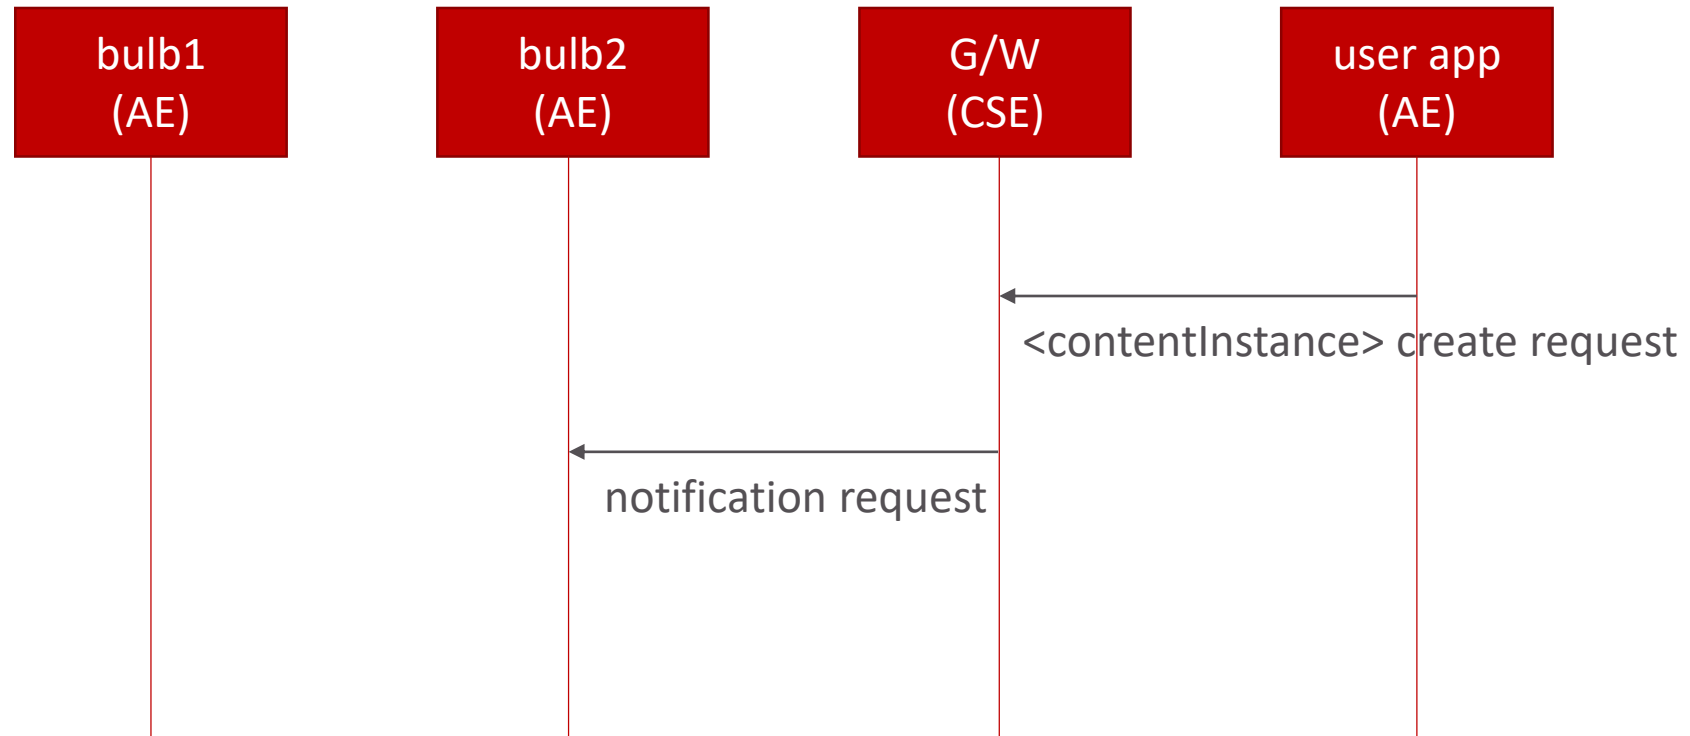 bulb1
(AE)
bulb2
(AE)
G/W
(CSE)
user app
(AE)
<contentInstance> create request
notification request